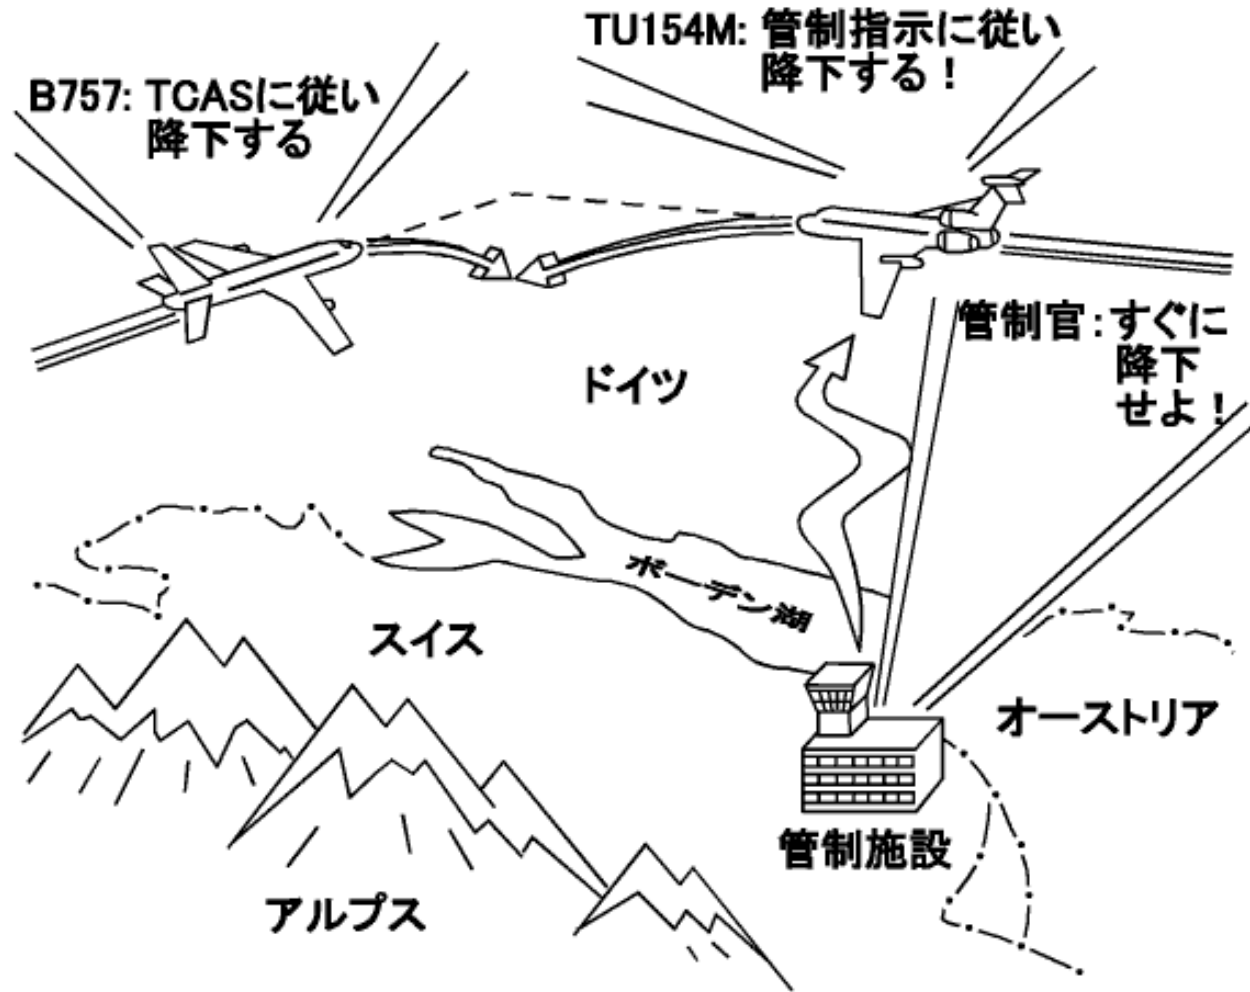 TU154M: 管制指示に従い
降下する！
B757: TCASに従い
降下する
管制官：すぐに
降下
せよ！
ドイツ
ボーデン湖
スイス
オーストリア
管制施設
アルプス